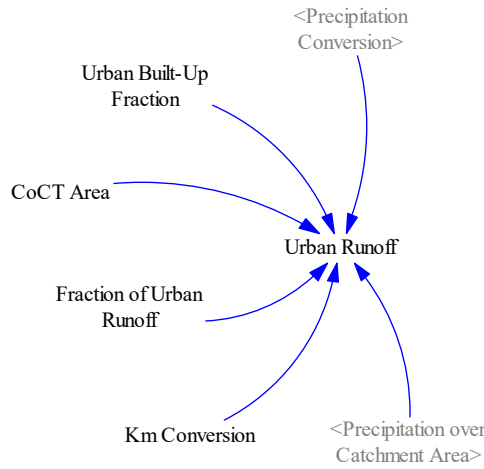 <Precipitation
Conversion>
Urban Built-Up
Fraction
CoCT Area
Urban Runoff
Fraction of Urban
Runoff
Km Conversion
<Precipitation over
Catchment Area>